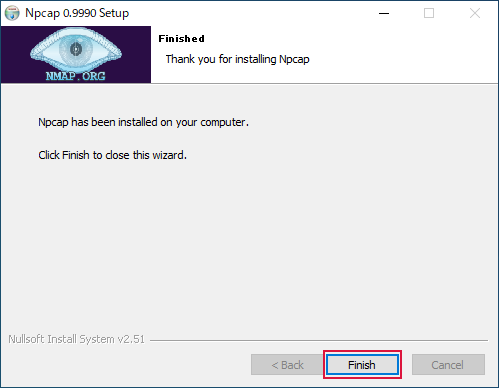 Npcap 0.9990 Setup
Finished
Thank you for installing Npcap
NMAP.ORG
Npcap has been installed on your computer.
Click Finish to close this wizard.
Nullsoft Install System v2.51
< Back
Finish
Cancel